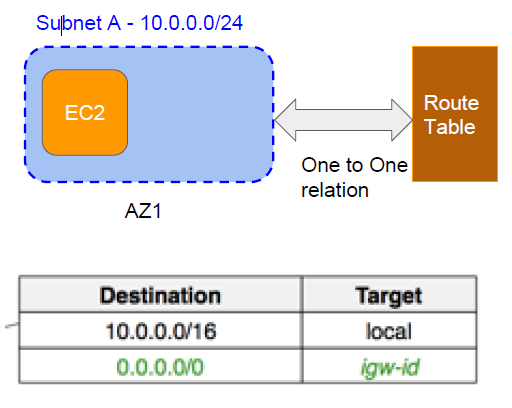 Subnet A - 10.0.0.0/24
EC2
Route
Table
One to One
relation
AZ1
Destination Target
10.0.0.0/16 local
0.0.0.0/0 igw-id